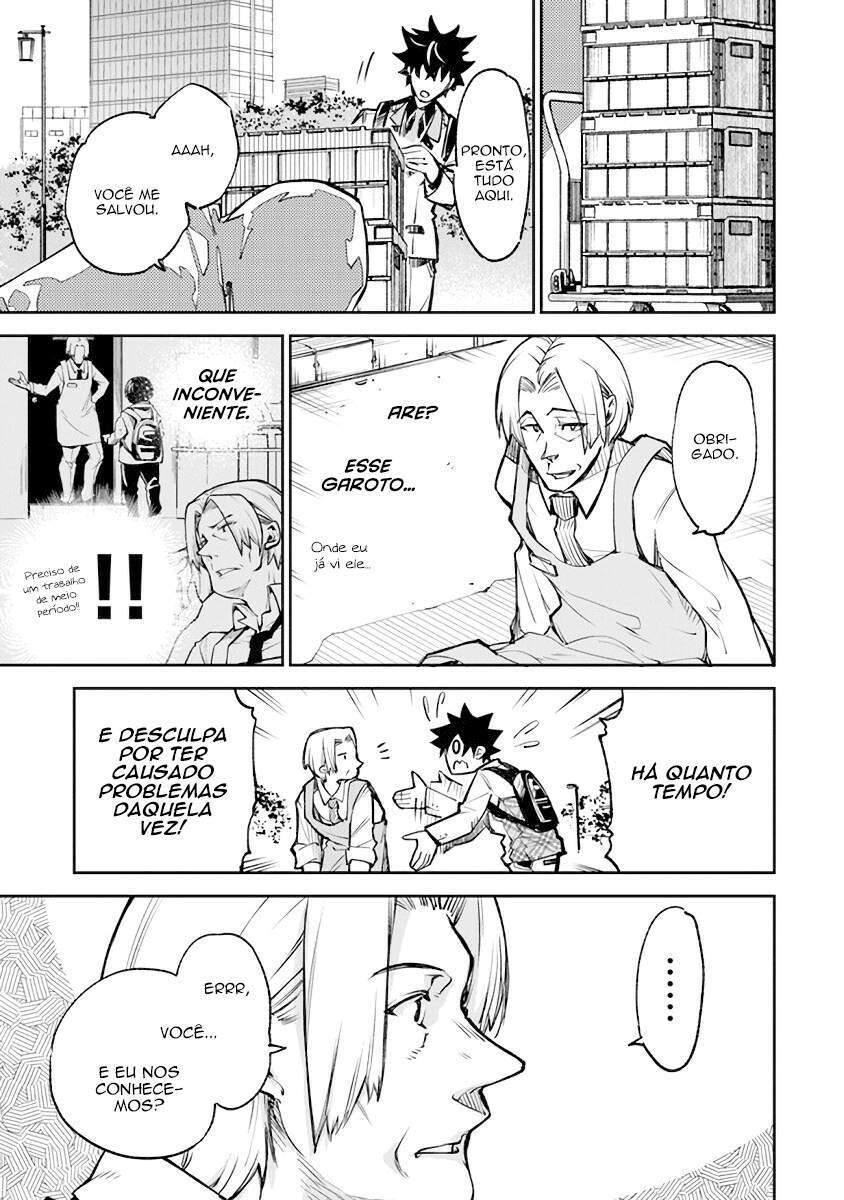 PRONTO,
ESTÁ
TUDO
AQUI.
AAAH,
VOCÊ ME
SALVOU.
OBRI-
GADO.
ARE?
ESSE
GAROTO...
Onde eu
já vi ele...
QUE
INCONVE-
NIENTE.
!!
Preciso de
um trabalho
de meio
período!!
HÁ QUANTO
TEMPO!
E DESCULPA
POR TER
CAUSADO
PROBLEMAS
DAQUELA
VEZ!
.......
ERRR,
VOCÊ...
E EU NOS
CONHECE-
MOS?